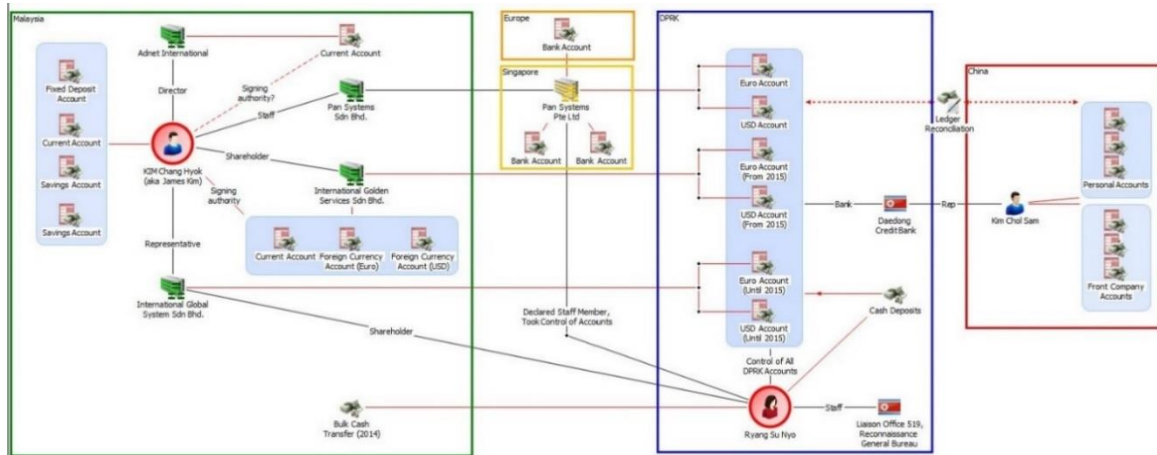 Malaysia
Adnet International
Current Account
Fixed Deposit
Account
Current Account
Savings Account
Savings Account
Director
Signing
authority?
Staff
Pan Systems
Sdn Bhd.
KIM Chang Hyok
(aka James Kim)
Shareholder
Signing
authority
International Golden
Services Sdn Bhd.
Current Account
Foreign Currency
Account (Euro)
Foreign Currency
Account (USD)
Representative
International Global
System Sdn Bhd.
Shareholder
Bulk Cash
Transfer (2014)
Europe
Bank Account
Singapore
Pan Systems
Pte Ltd
Bank Account
Bank Account
Declared Staff Member,
Took Control of Accounts
DPRK
Euro Account
USD Account
Euro Account
(From 2015)
USD Account
(From 2015)
Euro Account
(Until 2015)
USD Account
(Until 2015)
Control of All
DPRK Accounts
Ryang Su Nyo
Staff
Liaison Office 519,
Reconnaissance
General Bureau
Cash Deposits
Bank
Daedong
Credit Bank
Rep
Ledger
Reconciliation
China
Kim Chol Sam
Personal Accounts
Front Company
Accounts